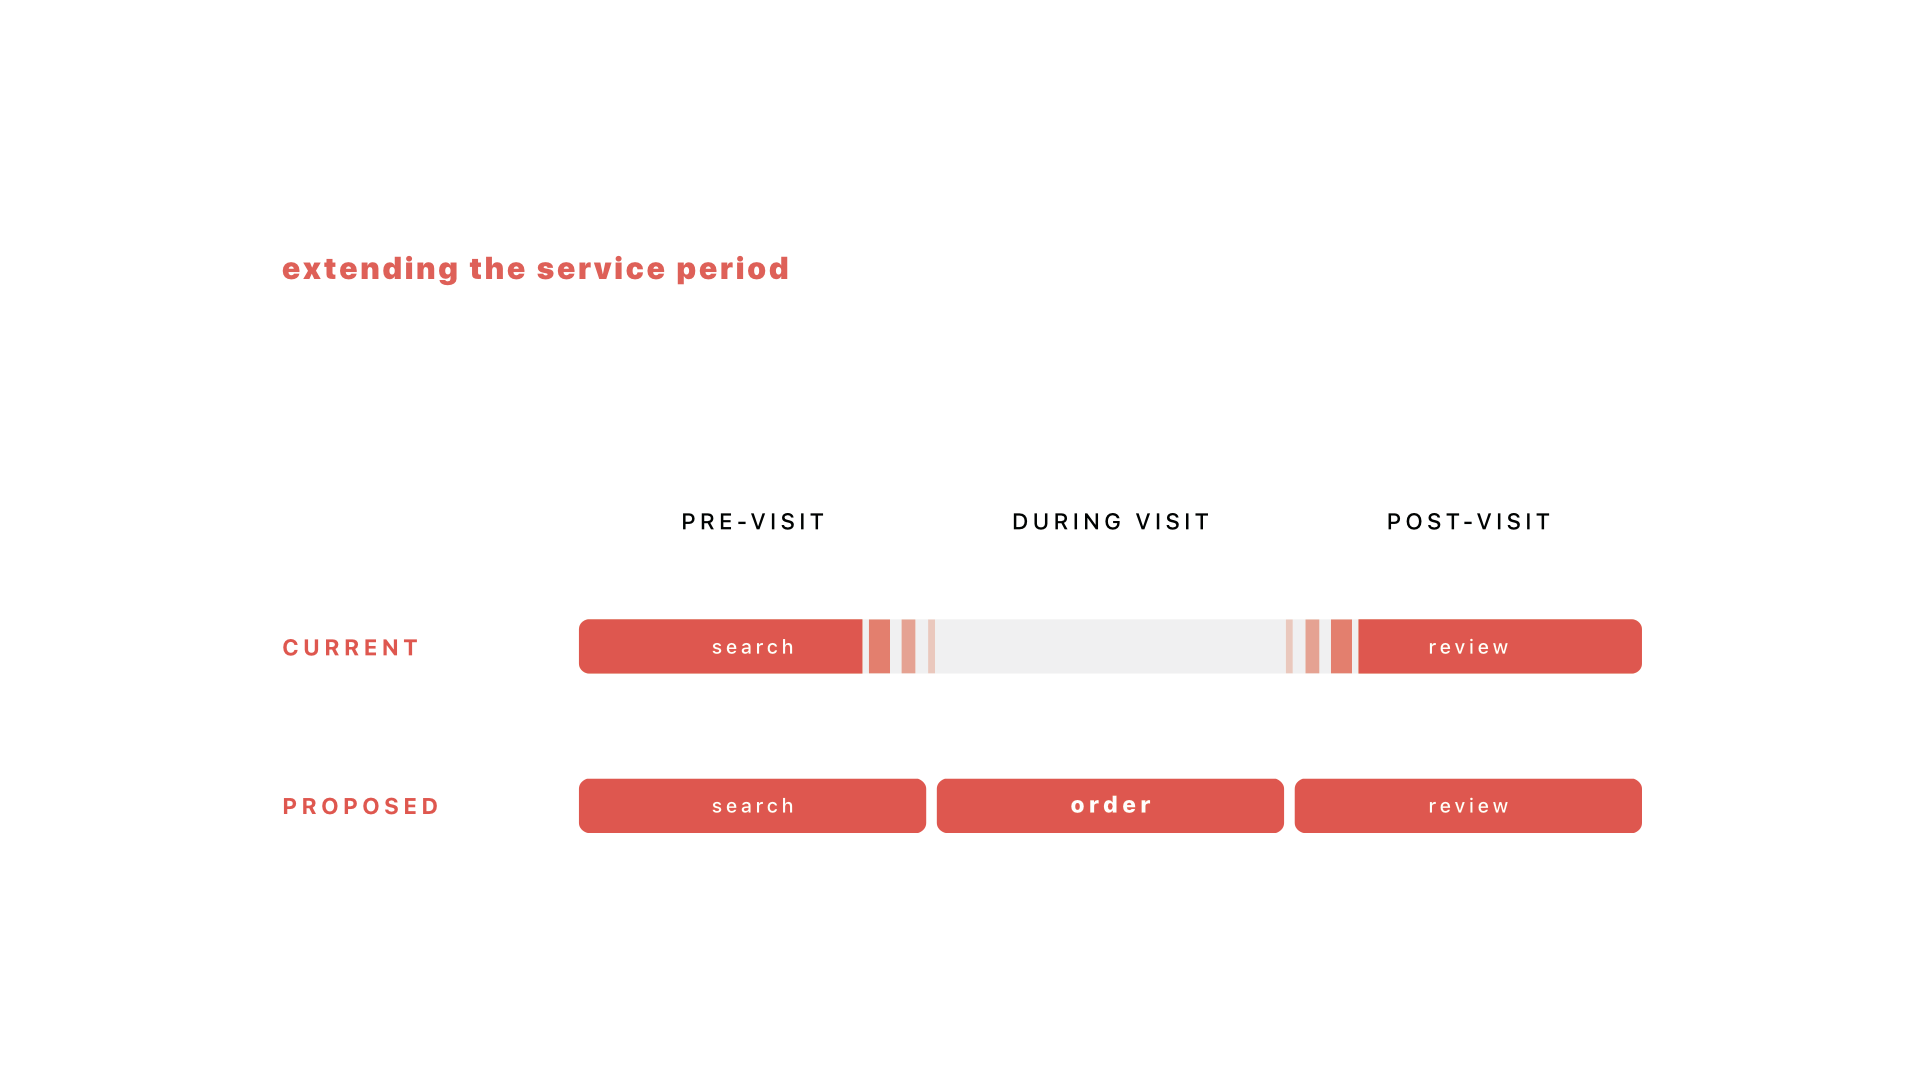 extending the service period
PRE-VISIT DURING VISIT POST-VISIT
CURRENT search review
PROPOSED search order review